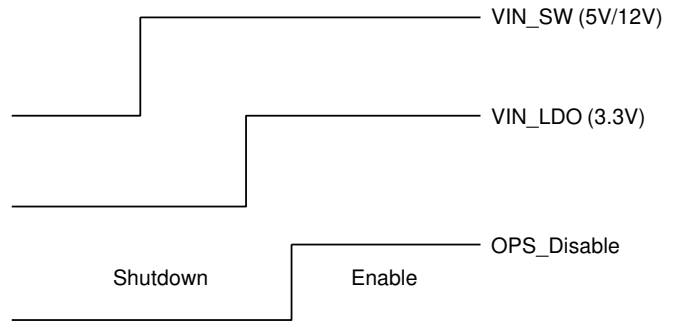 VIN_SW (5V/12V)
VIN_LDO (3.3V)
OPS_Disable
Shutdown
Enable